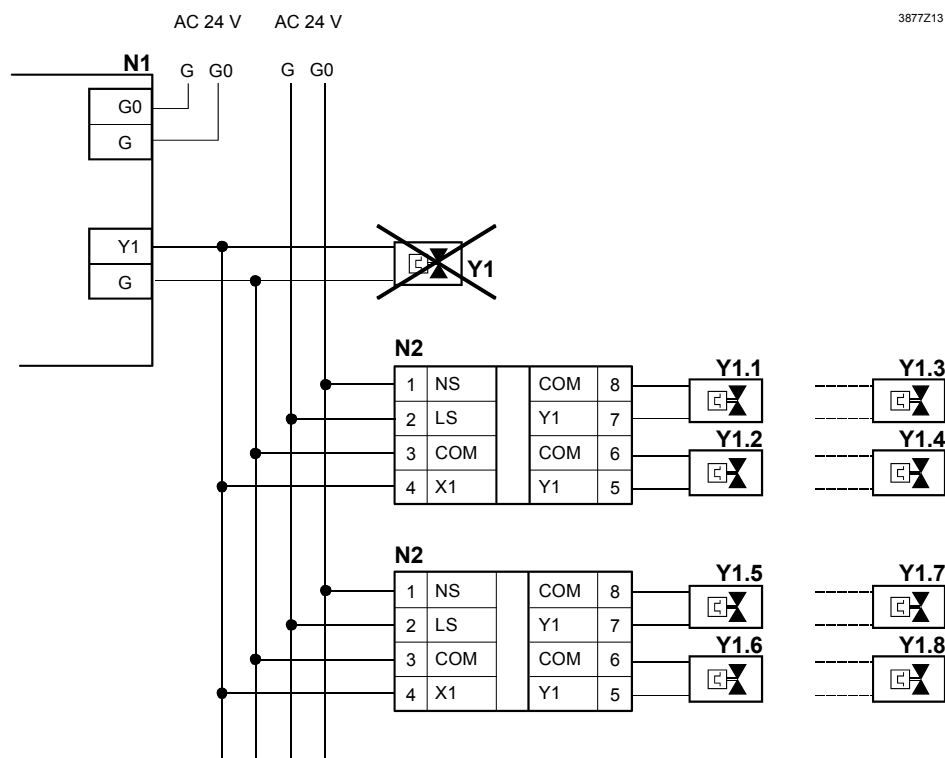 AC 24 V AC 24 V 3877Z13
N1 G G0 G G0
G0
G
Y1
G
Y1
N2
1 NS COM 8
2 LS Y1 7
3 COM COM 6
4 X1 Y1 5
Y1.1 Y1.3
Y1.2 Y1.4
N2
1 NS COM 8
2 LS Y1 7
3 COM COM 6
4 X1 Y1 5
Y1.5 Y1.7
Y1.6 Y1.8